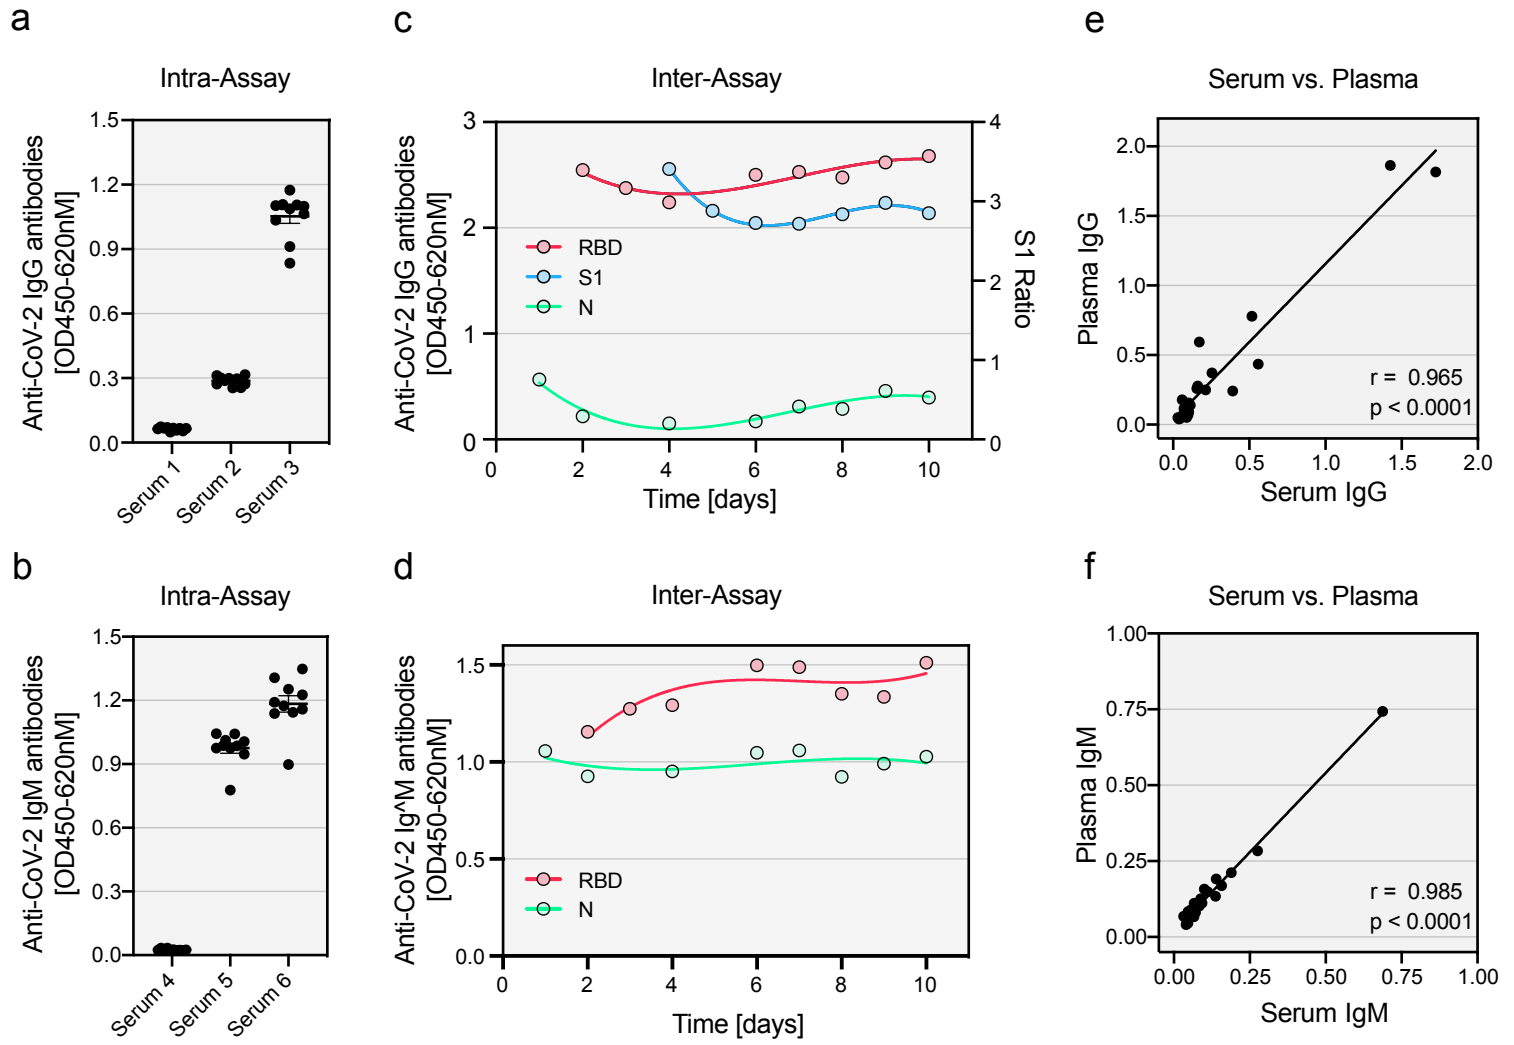 a
Intra-Assay
Anti-CoV-2 IgG antibodies
[OD450-620nM]
1.5
1.2
0.9
0.6
0.3
0.0
Serum 1
Serum 2
Serum 3
c
Inter-Assay
Anti-CoV-2 IgG antibodies
[OD450-620nM]
3
2
1
0
4
3
2
1
0
S1 Ratio
RBD
S1
N
0 2 4 6 8 10
Time [days]
e
Serum vs. Plasma
Plasma IgG
2.0
1.5
1.0
0.5
0.0
r = 0.965
p < 0.0001
0.0 0.5 1.0 1.5 2.0
Serum IgG
b
Intra-Assay
Anti-CoV-2 IgM antibodies
[OD450-620nM]
1.5
1.2
0.9
0.6
0.3
0.0
Serum 4
Serum 5
Serum 6
d
Inter-Assay
Anti-CoV-2 Ig^M antibodies
[OD450-620nM]
1.5
1.0
0.5
0.0
RBD
N
0 2 4 6 8 10
Time [days]
f
Serum vs. Plasma
Plasma IgM
1.00
0.75
0.50
0.25
0.00
r = 0.985
p < 0.0001
0.00 0.25 0.50 0.75 1.00
Serum IgM